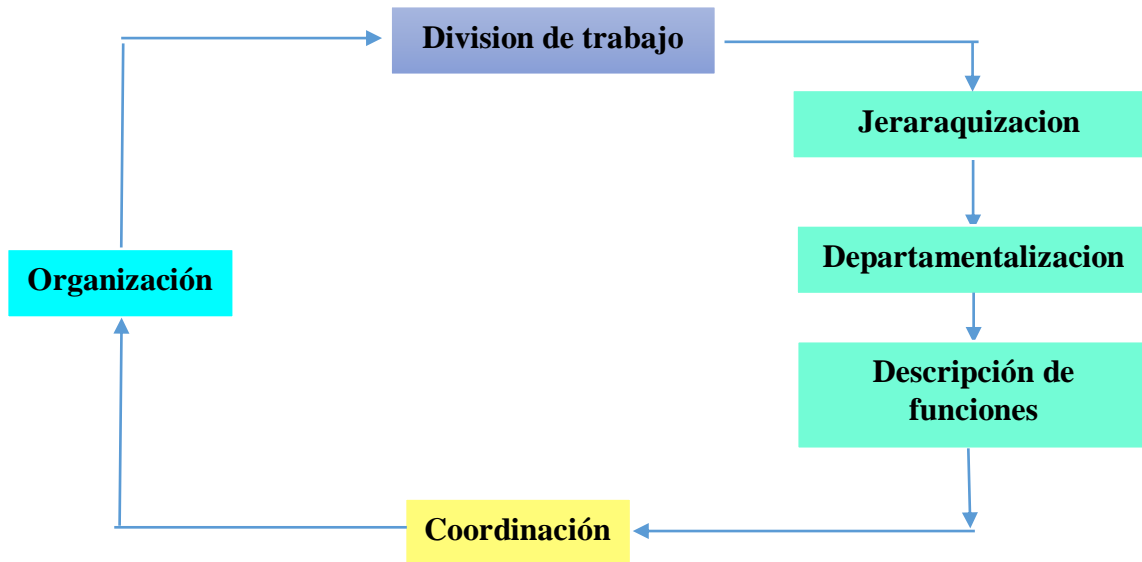 Division de trabajo
Jeraraquizacion
Departamentalizacion
Organización
Descripción de
funciones
Coordinación